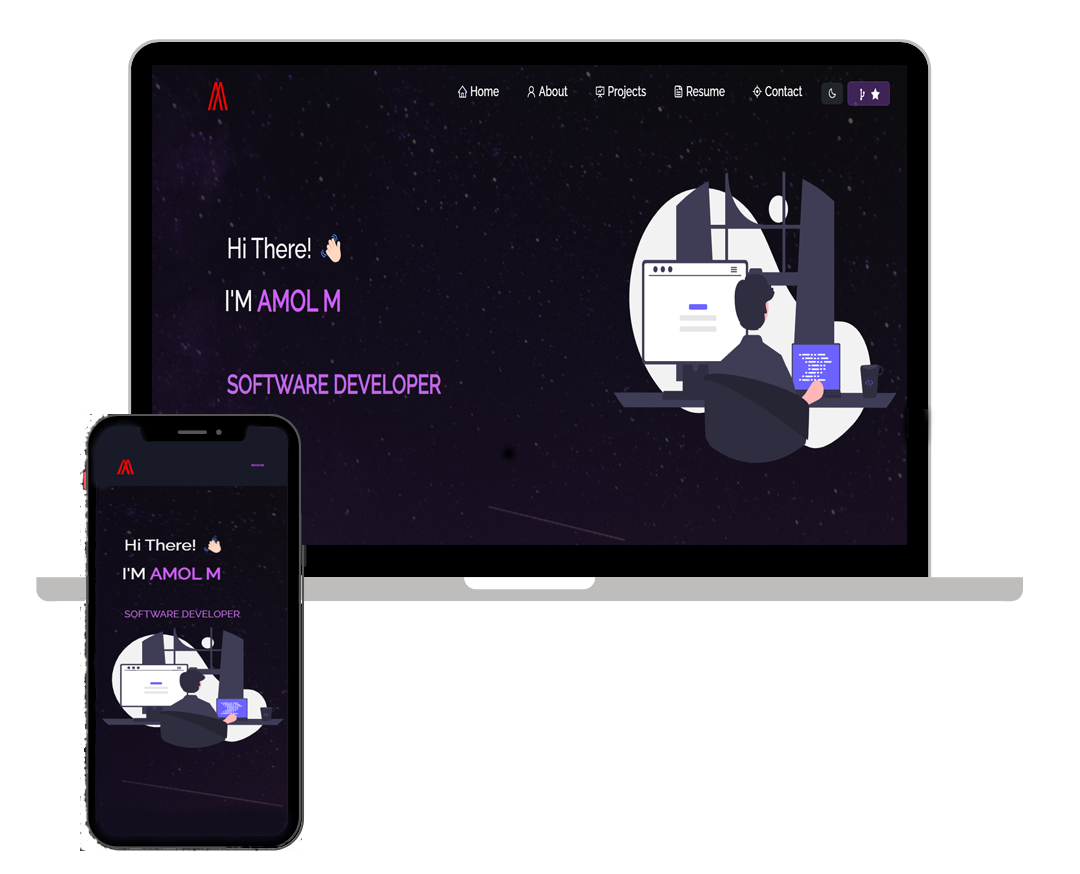 Home About Projects Resume Contact
Hi There!
I'M AMOL M
SOFTWARE DEVELOPER
Hi There!
I'M AMOL M
SOFTWARE DEVELOPER